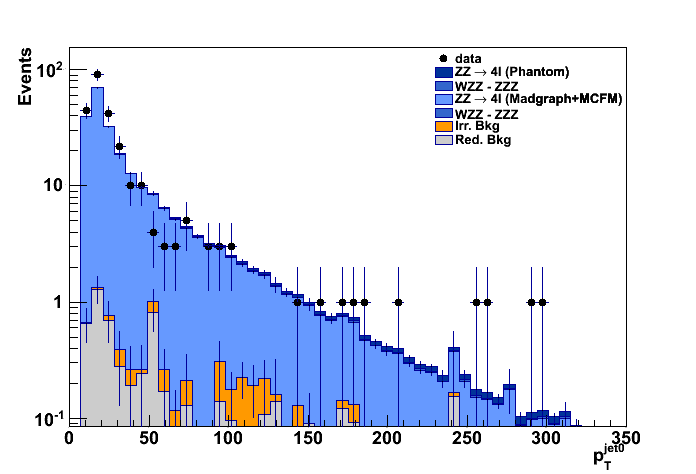 Events
10²
10
1
10⁻¹
data
ZZ → 4l (Phantom)
WZZ - ZZZ
ZZ → 4l (Madgraph+MCFM)
WZZ - ZZZ
Irr. Bkg
Red. Bkg
0 50 100 150 200 250 300 350
p_T^jet0